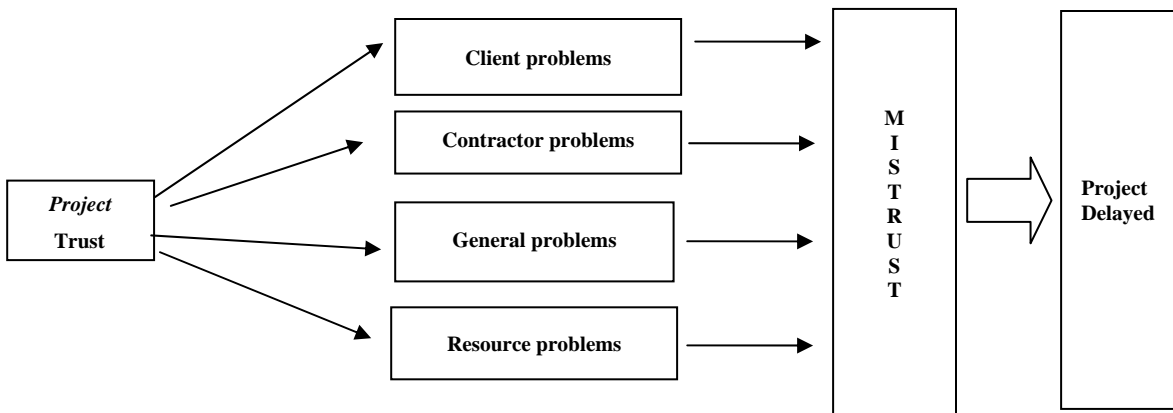 Project
Trust
Client problems
Contractor problems
General problems
Resource problems
M
I
S
T
R
U
S
T
Project
Delayed